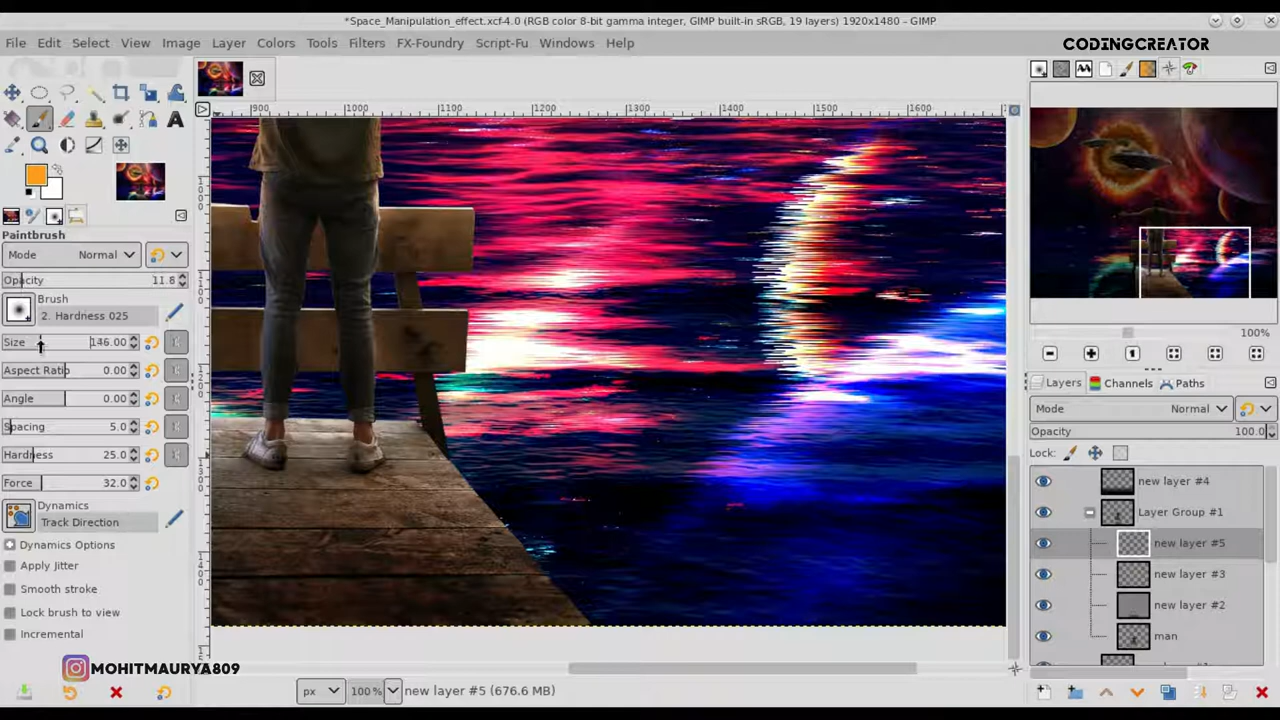 *Space_Manipulation_effect.xcf-4.0 (RGB color 8-bit gamma integer, GIMP built-in sRGB, 19 layers) 1920x1480 – GIMP
File Edit Select View Image Layer Colors Tools Filters FX-Foundry Script-Fu Windows Help
CODINGCREATOR
900 1000 1100 1200 1300 1400 1500 1600
Paintbrush
Mode Normal
Opacity 11.8
Brush
2. Hardness 025
Size 146.00
Aspect Ratio 0.00
Angle 0.00
Spacing 5.0
Hardness 25.0
Force 32.0
Dynamics
Track Direction
Dynamics Options
Apply Jitter
Smooth stroke
Lock brush to view
Incremental
MOHITMAURYA809
px 100% new layer #5 (676.6 MB)
100%
Layers Channels Paths
Mode Normal
Opacity 100.0
Lock:
new layer #4
Layer Group #1
new layer #5
new layer #3
new layer #2
man